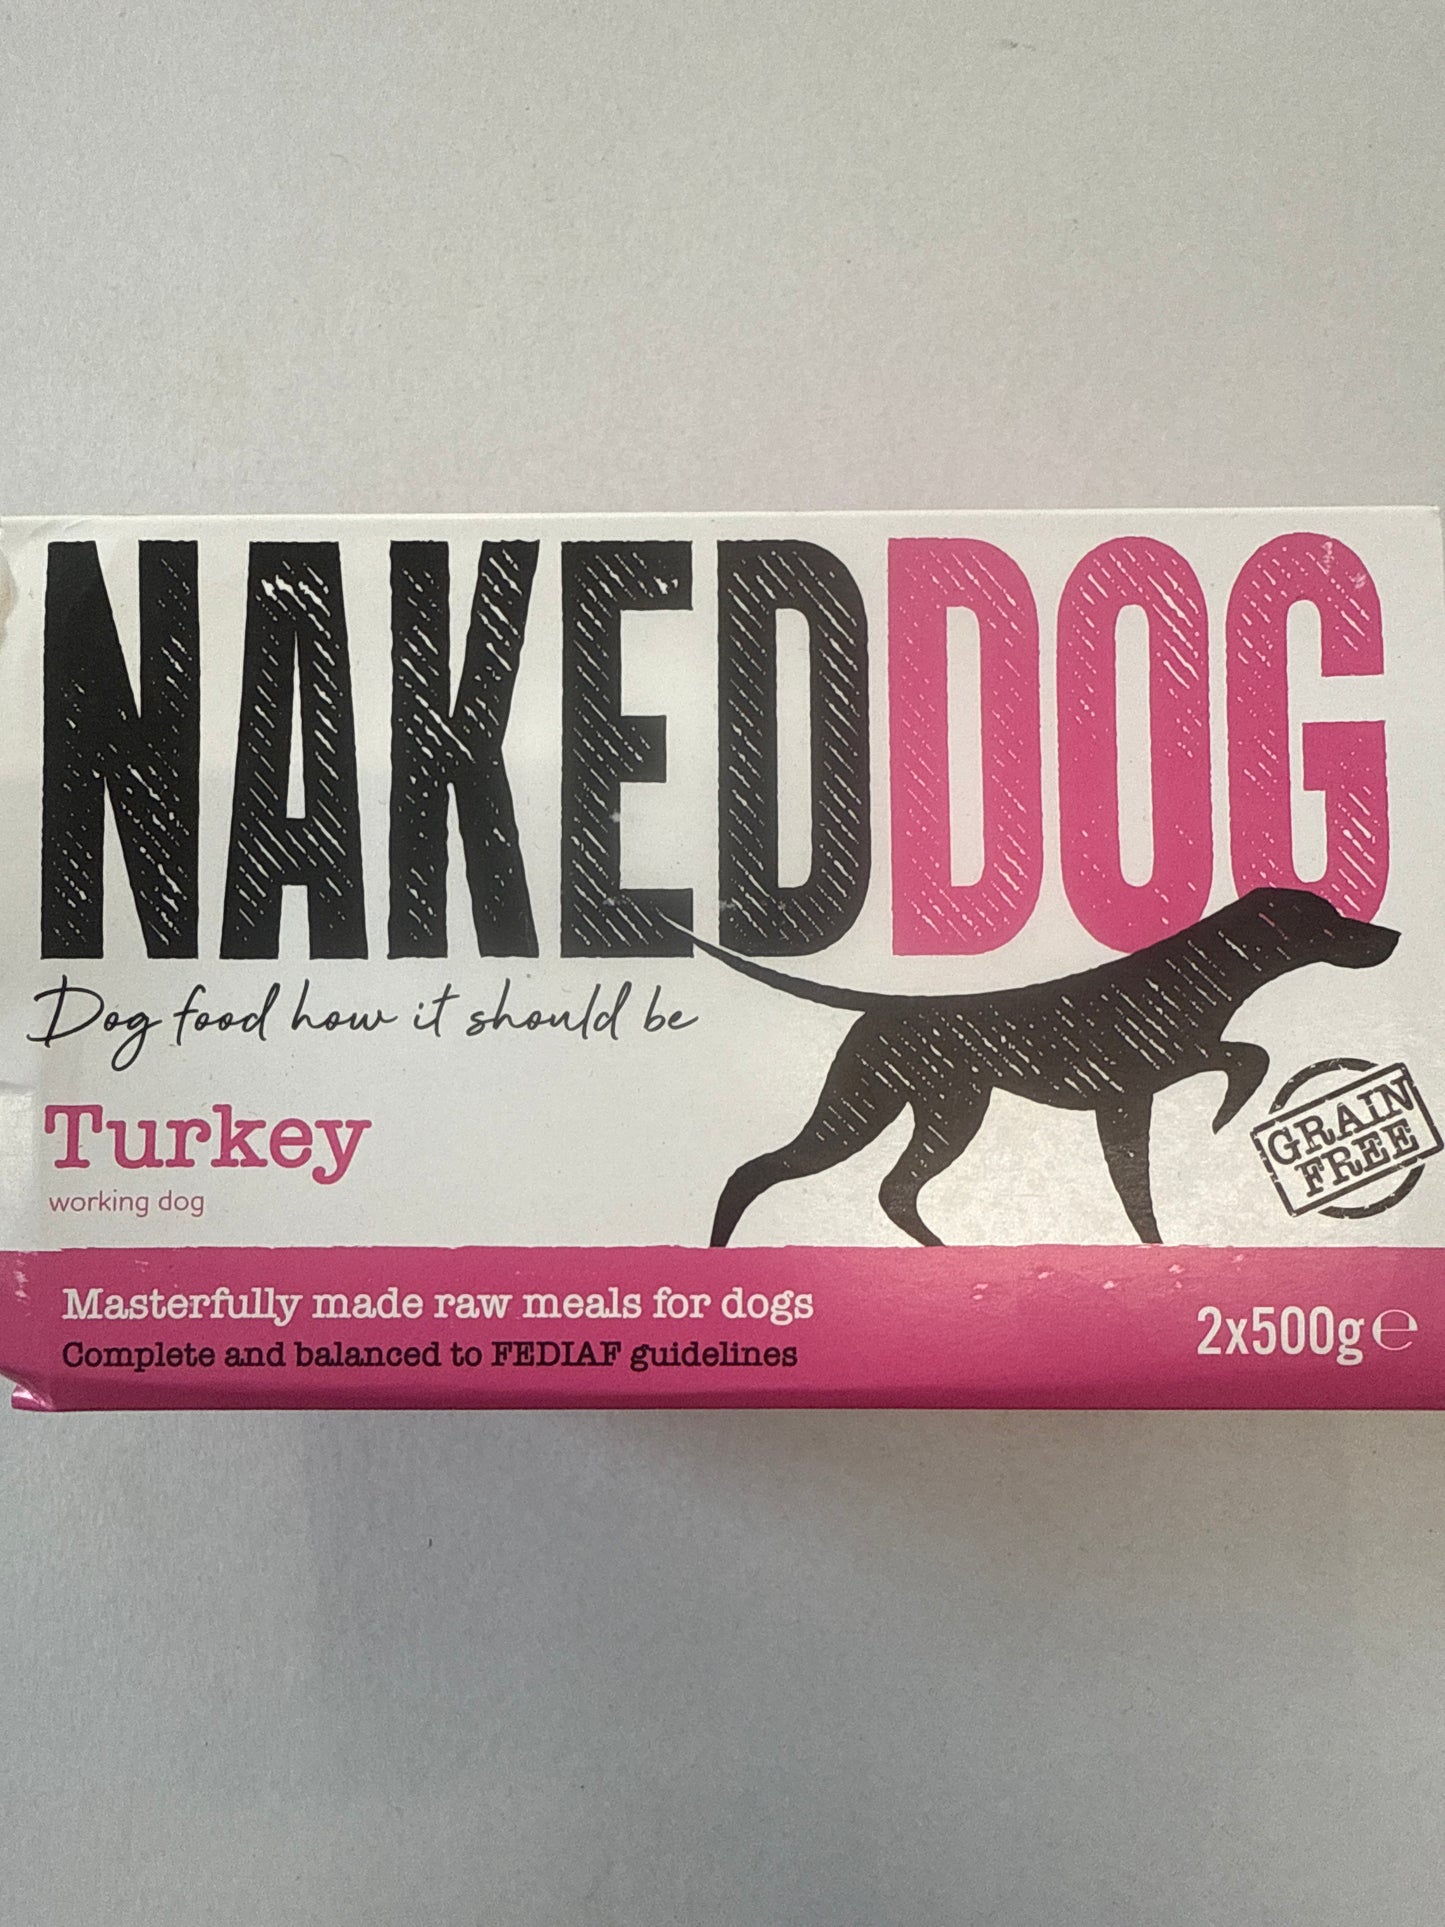 NAKEDDOG
Dog food how it should be
Turkey
working dog
GRAIN
FREE
Masterfully made raw meals for dogs
Complete and balanced to FEDIAF guidelines
2x500g℮